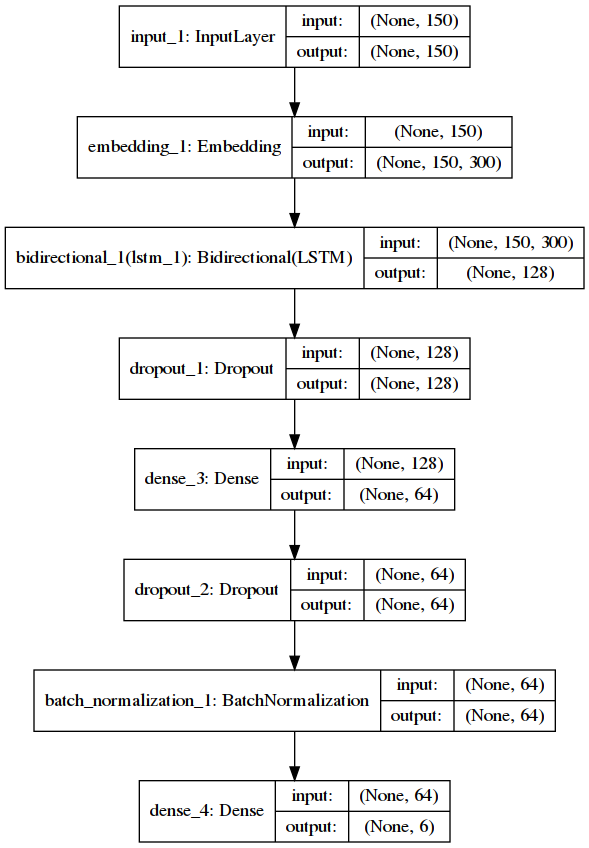 input_1: InputLayer
input: (None, 150)
output: (None, 150)
embedding_1: Embedding
input: (None, 150)
output: (None, 150, 300)
bidirectional_1(lstm_1): Bidirectional(LSTM)
input: (None, 150, 300)
output: (None, 128)
dropout_1: Dropout
input: (None, 128)
output: (None, 128)
dense_3: Dense
input: (None, 128)
output: (None, 64)
dropout_2: Dropout
input: (None, 64)
output: (None, 64)
batch_normalization_1: BatchNormalization
input: (None, 64)
output: (None, 64)
dense_4: Dense
input: (None, 64)
output: (None, 6)